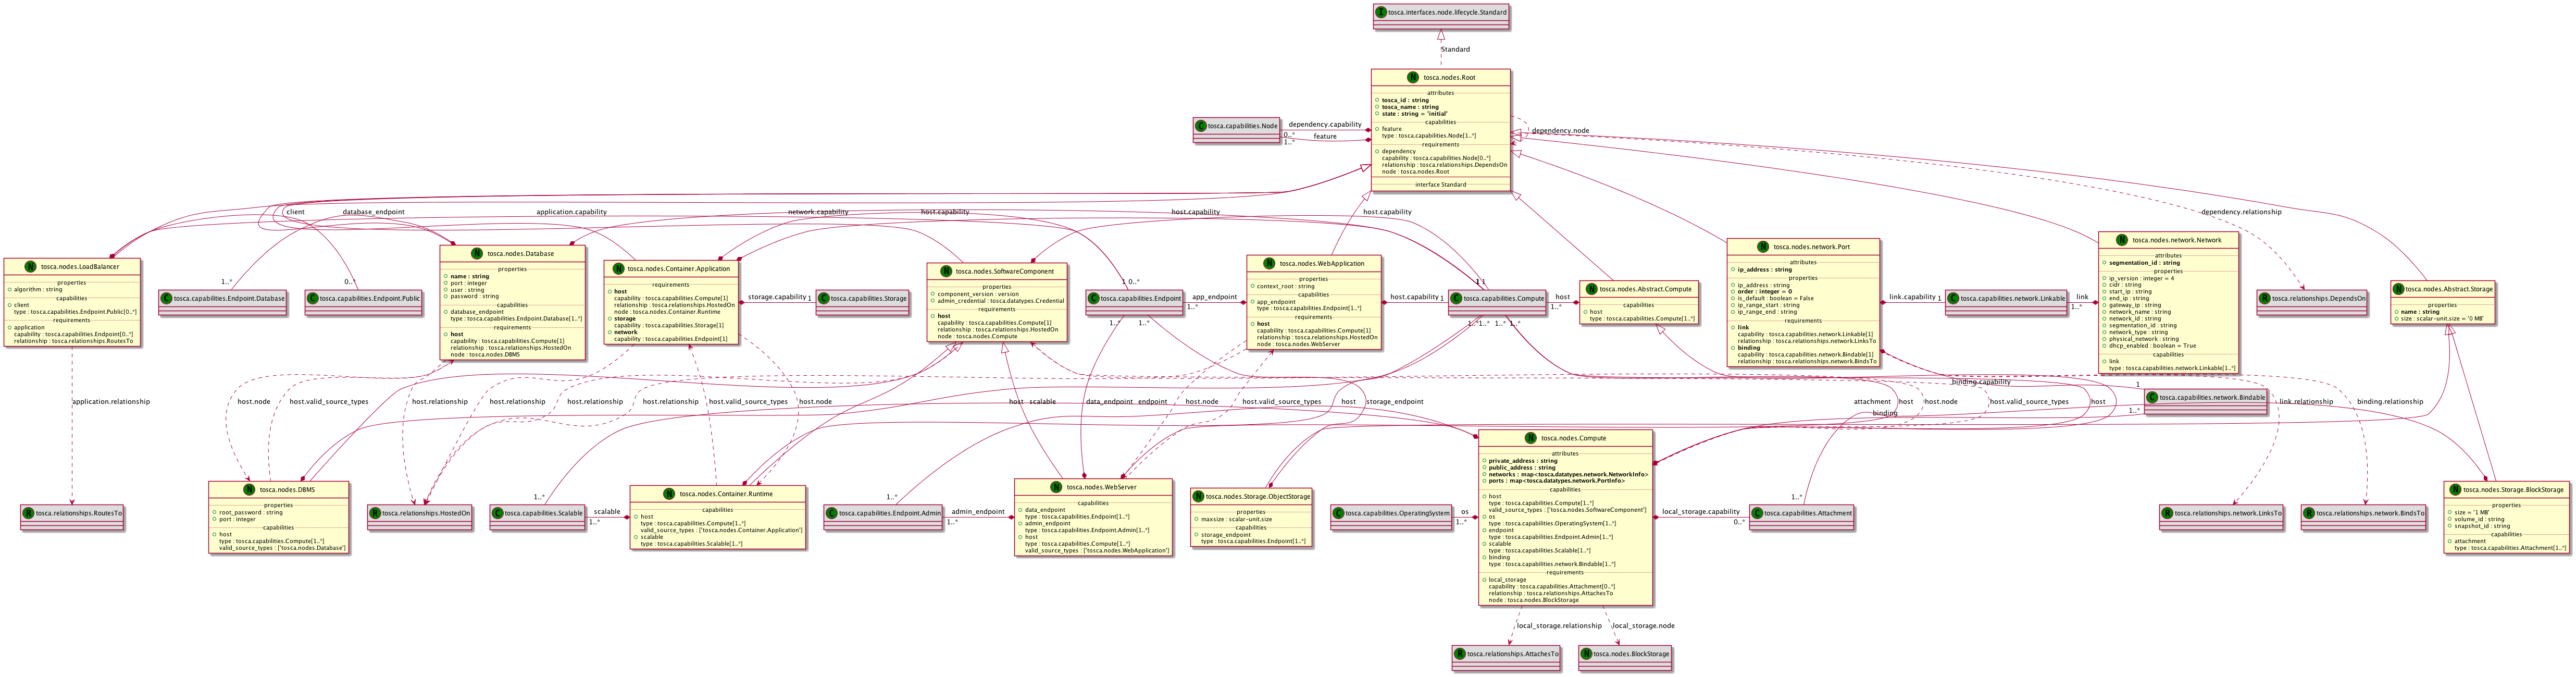 I tosca.interfaces.node.lifecycle.Standard
Standard
N tosca.nodes.Root
attributes
tosca_id : string
tosca_name : string
state : string = 'initial'
capabilities
feature
type : tosca.capabilities.Node[1..*]
requirements
dependency
capability : tosca.capabilities.Node[0..*]
relationship : tosca.relationships.DependsOn
node : tosca.nodes.Root
interface Standard
C tosca.capabilities.Node
dependency.capability
0..*
feature
1..*
dependency.node
dependency.relationship
client
database_endpoint
application.capability
network.capability
host.capability
host.capability
host.capability
N tosca.nodes.LoadBalancer
properties
algorithm : string
capabilities
client
type : tosca.capabilities.Endpoint.Public[0..*]
requirements
application
capability : tosca.capabilities.Endpoint[0..*]
relationship : tosca.relationships.RoutesTo
1..*
C tosca.capabilities.Endpoint.Database
0..*
C tosca.capabilities.Endpoint.Public
N tosca.nodes.Database
properties
name : string
port : integer
user : string
password : string
capabilities
database_endpoint
type : tosca.capabilities.Endpoint.Database[1..*]
requirements
host
capability : tosca.capabilities.Compute[1]
relationship : tosca.relationships.HostedOn
node : tosca.nodes.DBMS
N tosca.nodes.Container.Application
requirements
host
capability : tosca.capabilities.Compute[1]
relationship : tosca.relationships.HostedOn
node : tosca.nodes.Container.Runtime
storage
capability : tosca.capabilities.Storage[1]
network
capability : tosca.capabilities.Endpoint[1]
storage.capability
1
C tosca.capabilities.Storage
N tosca.nodes.SoftwareComponent
properties
component_version : version
admin_credential : tosca.datatypes.Credential
requirements
host
capability : tosca.capabilities.Compute[1]
relationship : tosca.relationships.HostedOn
node : tosca.nodes.Compute
1 0..*
C tosca.capabilities.Endpoint
1..*
1..*
app_endpoint
1..*
N tosca.nodes.WebApplication
properties
context_root : string
capabilities
app_endpoint
type : tosca.capabilities.Endpoint[1..*]
requirements
host
capability : tosca.capabilities.Compute[1]
relationship : tosca.relationships.HostedOn
node : tosca.nodes.WebServer
host.capability
1
1 1
C tosca.capabilities.Compute
1..*1..* 1..* 1..*
host
1..*
N tosca.nodes.Abstract.Compute
capabilities
host
type : tosca.capabilities.Compute[1..*]
N tosca.nodes.network.Port
attributes
ip_address : string
properties
ip_address : string
order : integer = 0
is_default : boolean = False
ip_range_start : string
ip_range_end : string
requirements
link
capability : tosca.capabilities.network.Linkable[1]
relationship : tosca.relationships.network.LinksTo
binding
capability : tosca.capabilities.network.Bindable[1]
relationship : tosca.relationships.network.BindsTo
link.capability
1
C tosca.capabilities.network.Linkable
link
1..*
N tosca.nodes.network.Network
attributes
segmentation_id : string
properties
ip_version : integer = 4
cidr : string
start_ip : string
end_ip : string
gateway_ip : string
network_name : string
network_id : string
segmentation_id : string
network_type : string
physical_network : string
dhcp_enabled : boolean = True
capabilities
link
type : tosca.capabilities.network.Linkable[1..*]
R tosca.relationships.DependsOn
N tosca.nodes.Abstract.Storage
properties
name : string
size : scalar-unit.size = '0 MB'
application.relationship
host.node
host.valid_source_types
host.relationship
host.relationship
host.relationship
host.relationship
host.valid_source_types
host.node
host
scalable
data_endpoint
endpoint
host.node
host.valid_source_types
host
storage_endpoint
attachment
binding
host
host.node
binding.capability
host.valid_source_types
host
1
C tosca.capabilities.network.Bindable
1..*
link.relationship
binding.relationship
R tosca.relationships.RoutesTo
N tosca.nodes.DBMS
properties
root_password : string
port : integer
capabilities
host
type : tosca.capabilities.Compute[1..*]
valid_source_types : ['tosca.nodes.Database']
R tosca.relationships.HostedOn
1..*
C tosca.capabilities.Scalable
scalable
1..*
N tosca.nodes.Container.Runtime
capabilities
host
type : tosca.capabilities.Compute[1..*]
valid_source_types : ['tosca.nodes.Container.Application']
scalable
type : tosca.capabilities.Scalable[1..*]
1..*
C tosca.capabilities.Endpoint.Admin
admin_endpoint
1..*
N tosca.nodes.WebServer
capabilities
data_endpoint
type : tosca.capabilities.Endpoint[1..*]
admin_endpoint
type : tosca.capabilities.Endpoint.Admin[1..*]
host
type : tosca.capabilities.Compute[1..*]
valid_source_types : ['tosca.nodes.WebApplication']
N tosca.nodes.Storage.ObjectStorage
properties
maxsize : scalar-unit.size
capabilities
storage_endpoint
type : tosca.capabilities.Endpoint[1..*]
C tosca.capabilities.OperatingSystem
os
1..*
N tosca.nodes.Compute
attributes
private_address : string
public_address : string
networks : map<tosca.datatypes.network.NetworkInfo>
ports : map<tosca.datatypes.network.PortInfo>
capabilities
host
type : tosca.capabilities.Compute[1..*]
valid_source_types : ['tosca.nodes.SoftwareComponent']
os
type : tosca.capabilities.OperatingSystem[1..*]
endpoint
type : tosca.capabilities.Endpoint.Admin[1..*]
scalable
type : tosca.capabilities.Scalable[1..*]
binding
type : tosca.capabilities.network.Bindable[1..*]
requirements
local_storage
capability : tosca.capabilities.Attachment[0..*]
relationship : tosca.relationships.AttachesTo
node : tosca.nodes.BlockStorage
local_storage.capability
0..*
1..*
C tosca.capabilities.Attachment
R tosca.relationships.network.LinksTo
R tosca.relationships.network.BindsTo
N tosca.nodes.Storage.BlockStorage
properties
size = '1 MB'
volume_id : string
snapshot_id : string
capabilities
attachment
type : tosca.capabilities.Attachment[1..*]
local_storage.relationship
local_storage.node
R tosca.relationships.AttachesTo
N tosca.nodes.BlockStorage